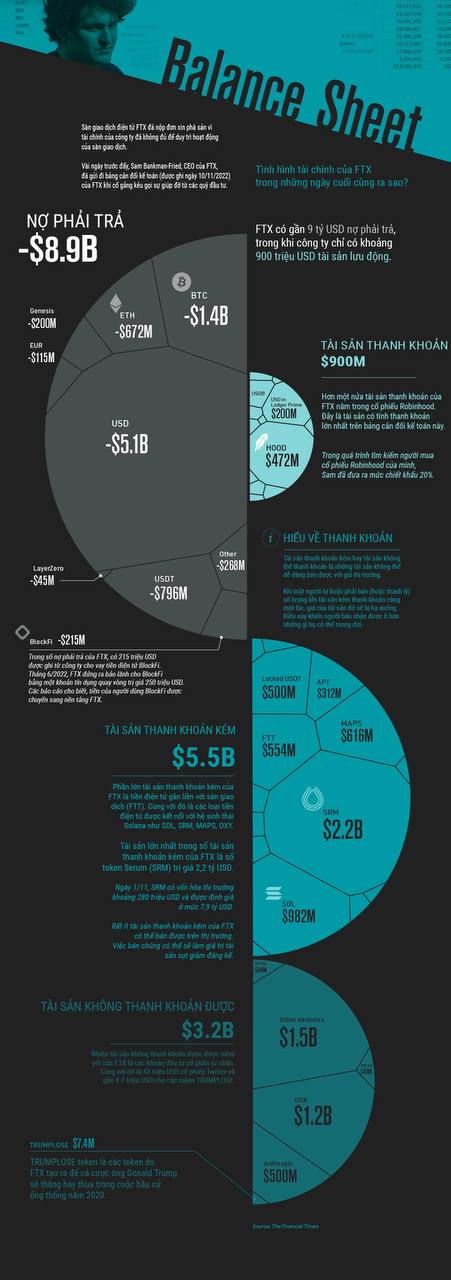 Balance Sheet
Sàn giao dịch điện tử FTX đã nộp đơn xin phá sản vì
tài chính của công ty đã không đủ để duy trì hoạt động
của sàn giao dịch.
Vài ngày trước đấy, Sam Bankman-Fried, CEO của FTX,
đã gửi đi bảng cân đối kế toán (được ghi ngày 10/11/2022)
của FTX khi cố gắng kêu gọi sự giúp đỡ từ các quỹ đầu tư.
Tình hình tài chính của FTX
trong những ngày cuối cùng ra sao?
NỢ PHẢI TRẢ
-$8.9B
FTX có gần 9 tỷ USD nợ phải trả,
trong khi công ty chỉ có khoảng
900 triệu USD tài sản lưu động.
BTC
-$1.4B
ETH
-$672M
Genesis
-$200M
EUR
-$115M
USD
-$5.1B
TÀI SẢN THANH KHOẢN
$900M
USDB
USD in
Ledger Prime
$200M
HOOD
$472M
Hơn một nửa tài sản thanh khoản của
FTX nằm trong cổ phiếu Robinhood.
Đây là tài sản có tính thanh khoản
lớn nhất trên bảng cân đối kế toán này.
Trong quá trình tìm kiếm người mua
cổ phiếu Robinhood của mình,
Sam đã đưa ra mức chiết khấu 20%.
Other
-$268M
LayerZero
-$45M
USDT
-$796M
BlockFi -$215M
i HIỂU VỀ THANH KHOẢN
Tài sản thanh khoản kém hay tài sản không
thể thanh khoản là những tài sản không thể
dễ dàng bán được với giá thị trường.
Khi một người bị buộc phải bán (hoặc thanh lý)
số lượng lớn tài sản kém thanh khoản cùng
một lúc, giá của tài sản đó sẽ bị hạ xuống.
Điều này khiến người bán nhận được ít hơn
những gì họ có thể mong đợi.
Trong số nợ phải trả của FTX, có 215 triệu USD
được ghi từ công ty cho vay tiền điện tử BlockFi.
Tháng 6/2022, FTX đứng ra bảo lãnh cho BlockFi
bằng một khoản tín dụng quay vòng trị giá 250 triệu USD.
Các báo cáo cho biết, tiền của người dùng BlockFi được
chuyển sang nền tảng FTX.
Locked USDT
$500M
APT
$312M
MAPS
$616M
FTT
$554M
SRM
$2.2B
SOL
$982M
TÀI SẢN THANH KHOẢN KÉM
$5.5B
Phần lớn tài sản thanh khoản kém của
FTX là tiền điện tử gắn liền với sàn giao
dịch (FTT). Cùng với đó là các loại tiền
điện tử được kết nối với hệ sinh thái
Solana như SOL, SRM, MAPS, OXY.
Tài sản lớn nhất trong số tài sản
thanh khoản kém của FTX là số
token Serum (SRM) trị giá 2,2 tỷ USD.
Ngày 1/11, SRM có vốn hóa thị trường
khoảng 280 triệu USD và được định giá
ở mức 7,9 tỷ USD.
Rất ít tài sản thanh khoản kém của FTX
có thể bán được trên thị trường.
Việc bán chúng có thể sẽ làm giá trị tài
sản sụt giảm đáng kể.
TÀI SẢN KHÔNG THANH KHOẢN ĐƯỢC
$3.2B
Nhiều tài sản không thanh khoản được được niêm
yết của FTX là các khoản đầu tư cổ phần tư nhân.
Cùng với đó là 43 triệu USD cổ phiếu Twitter và
gần 4.7 triệu USD cho các token TRUMPLOSE.
Other Ventures
$1.5B
GDA
$1.2B
Anthropic
$500M
TRUMPLOSE $7.4M
TRUMPLOSE token là các token do
FTX tạo ra để cá cược ông Donald Trump
sẽ thắng hay thua trong cuộc bầu cử
ông thống năm 2020.
Source: The Financial Times